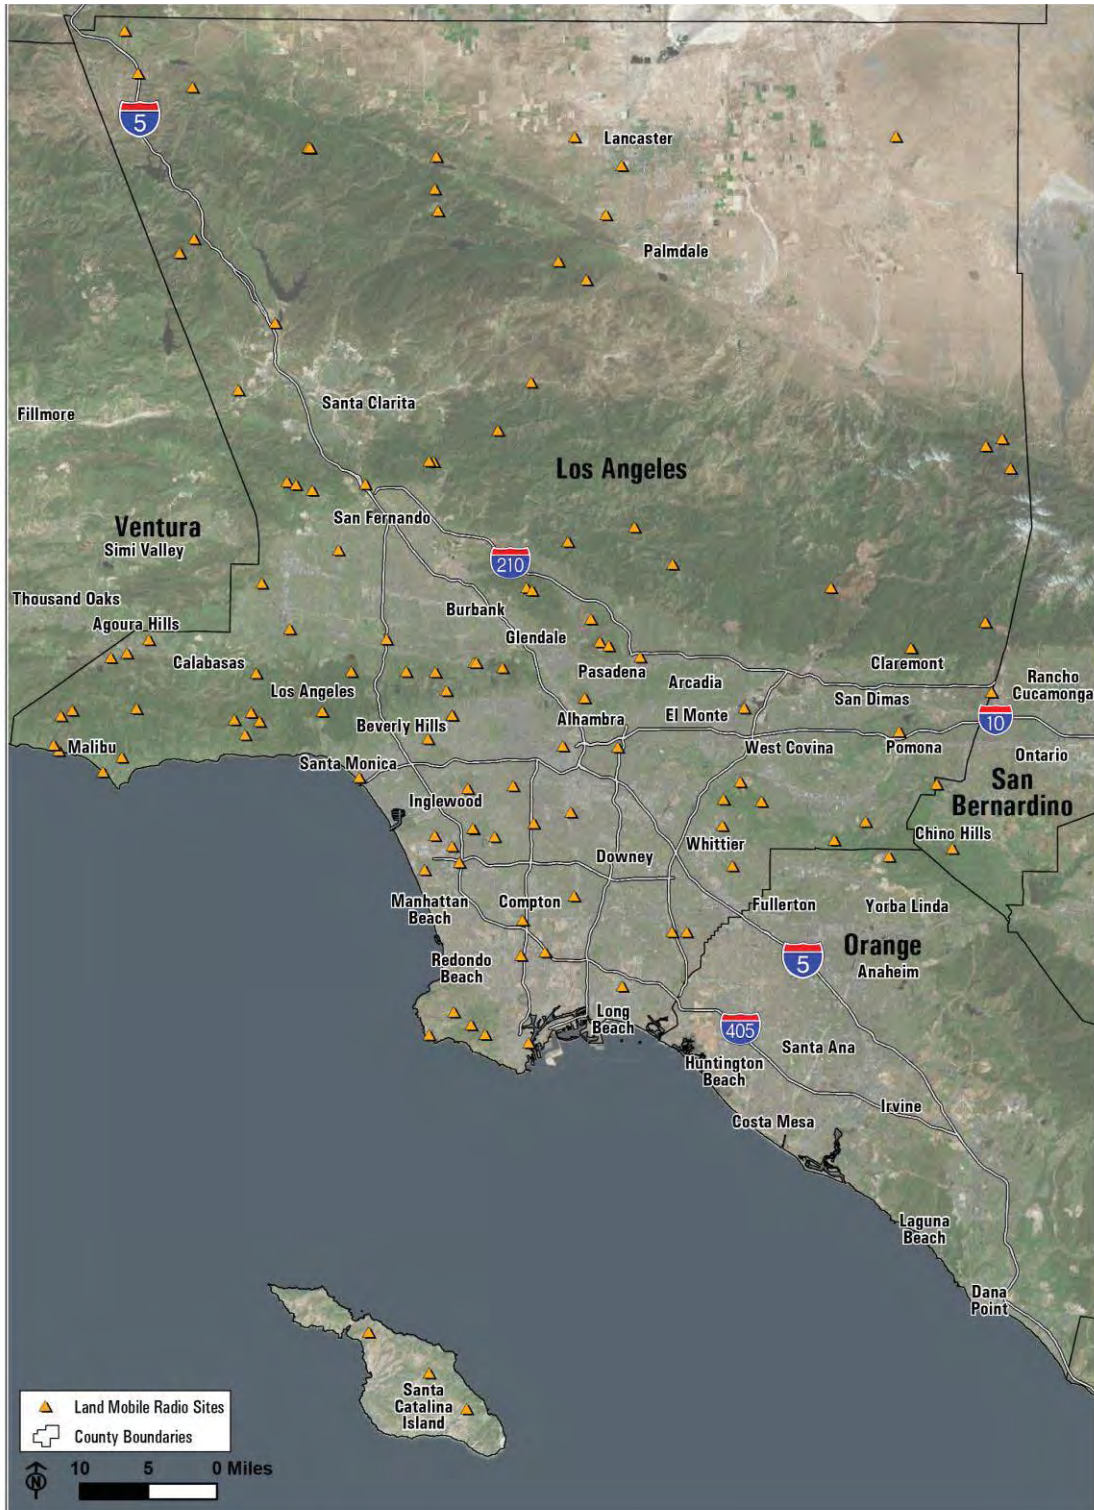 5
Lancaster
Palmdale
Santa Clarita
Fillmore
Los Angeles
San Fernando
Ventura
Simi Valley
210
Thousand Oaks
Burbank
Agoura Hills
Glendale
Calabasas
Pasadena
Claremont
Arcadia
Rancho
Cucamonga
Los Angeles
San Dimas
El Monte
Beverly Hills
Alhambra
10
Malibu
West Covina
Pomona
Ontario
Santa Monica
San
Bernardino
Inglewood
Chino Hills
Whittier
Downey
Manhattan
Beach
Compton
Fullerton
Yorba Linda
Orange
Anaheim
5
Redondo
Beach
Long
Beach
405
Santa Ana
Huntington
Beach
Irvine
Costa Mesa
Laguna
Beach
Dana
Point
Santa
Catalina
Island
Land Mobile Radio Sites
County Boundaries
N
10 5 0 Miles